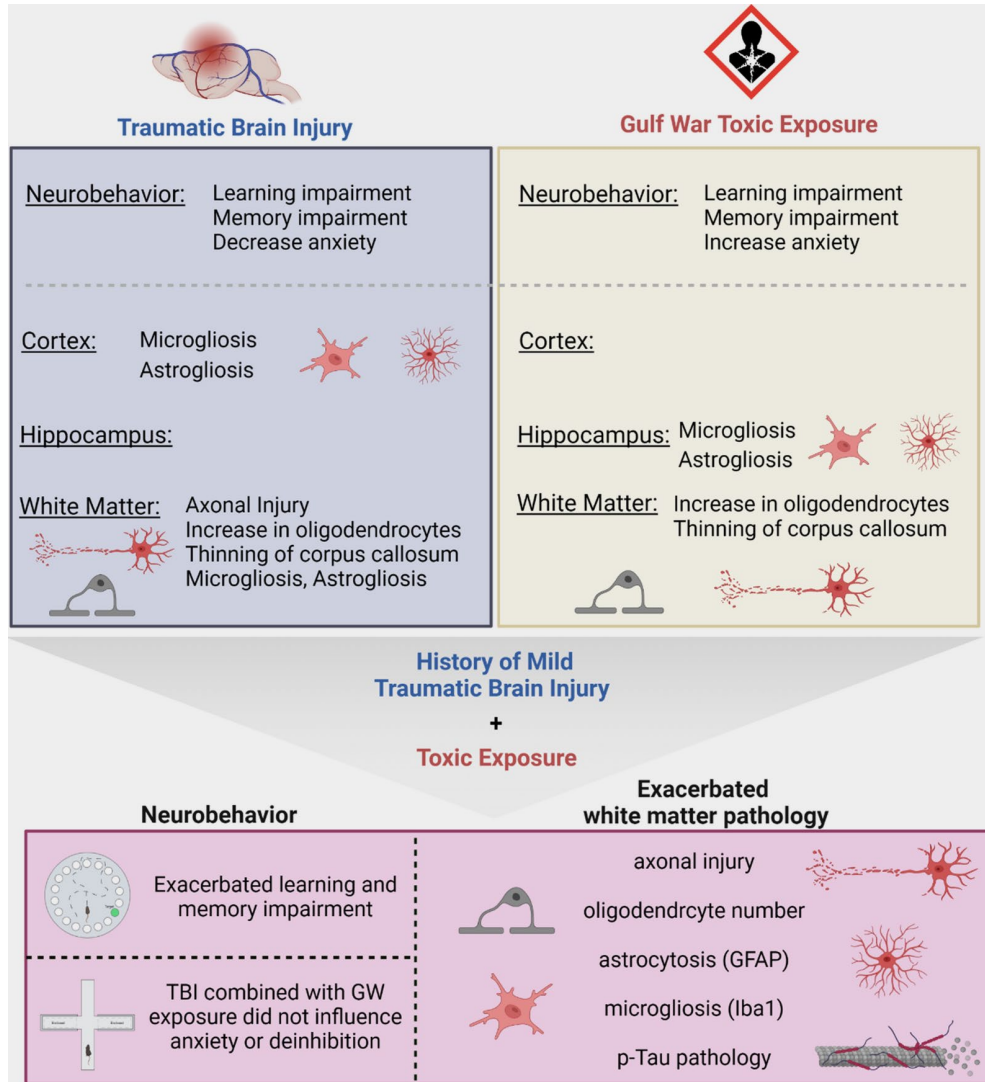 Traumatic Brain Injury
Gulf War Toxic Exposure
Neurobehavior: Learning impairment
Memory impairment
Decrease anxiety
Cortex: Microgliosis
Astrogliosis
Hippocampus:
White Matter: Axonal Injury
Increase in oligodendrocytes
Thinning of corpus callosum
Microgliosis, Astrogliosis
Neurobehavior: Learning impairment
Memory impairment
Increase anxiety
Cortex:
Hippocampus: Microgliosis
Astrogliosis
White Matter: Increase in oligodendrocytes
Thinning of corpus callosum
History of Mild
Traumatic Brain Injury
+
Toxic Exposure
Neurobehavior
Exacerbated learning and
memory impairment
TBI combined with GW
exposure did not influence
anxiety or deinhibition
Exacerbated
white matter pathology
axonal injury
oligodendrcyte number
astrocytosis (GFAP)
microgliosis (Iba1)
p-Tau pathology